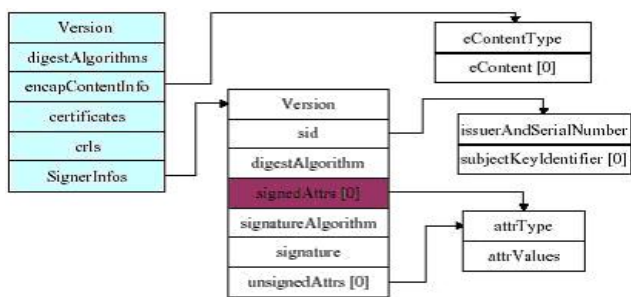 Version
digestAlgorithms
encapContentInfo
certificates
crls
SignerInfos
eContentType
eContent [0]
Version
sid
digestAlgorithm
signedAttrs [0]
signatureAlgorithm
signature
unsignedAttrs [0]
issuerAndSerialNumber
subjectKeyIdentifier [0]
attrType
attrValues